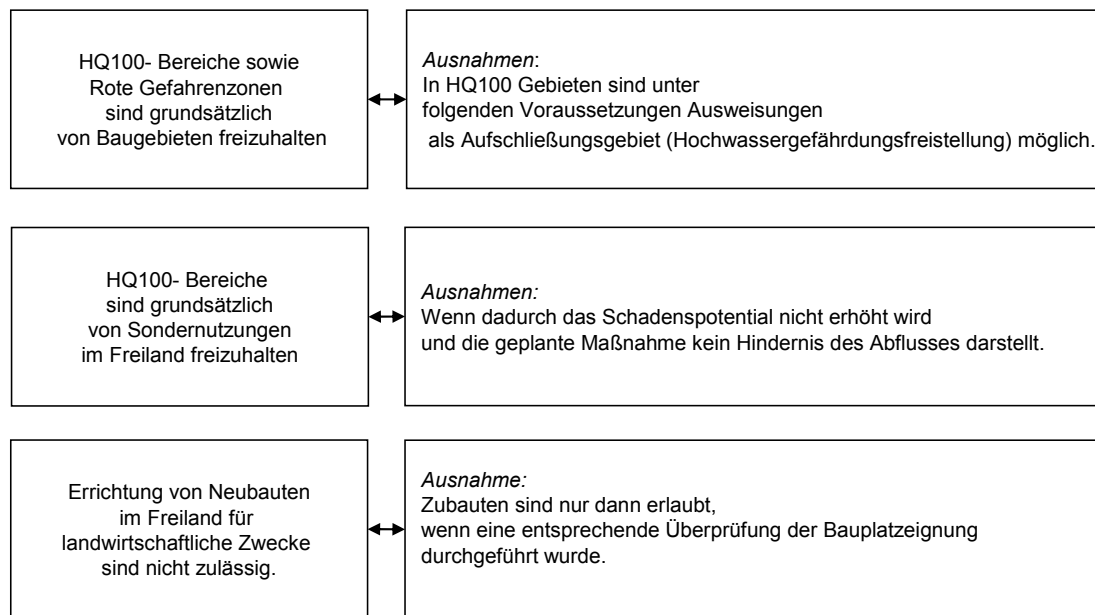 HQ100- Bereiche sowie
Rote Gefahrenzonen
sind grundsätzlich
von Baugebieten freizuhalten
Ausnahmen:
In HQ100 Gebieten sind unter
folgenden Voraussetzungen Ausweisungen
als Aufschließungsgebiet (Hochwassergefährdungsfreistellung) möglich.
HQ100- Bereiche
sind grundsätzlich
von Sondernutzungen
im Freiland freizuhalten
Ausnahmen:
Wenn dadurch das Schadenspotential nicht erhöht wird
und die geplante Maßnahme kein Hindernis des Abflusses darstellt.
Errichtung von Neubauten
im Freiland für
landwirtschaftliche Zwecke
sind nicht zulässig.
Ausnahme:
Zubauten sind nur dann erlaubt,
wenn eine entsprechende Überprüfung der Bauplatzeignung
durchgeführt wurde.